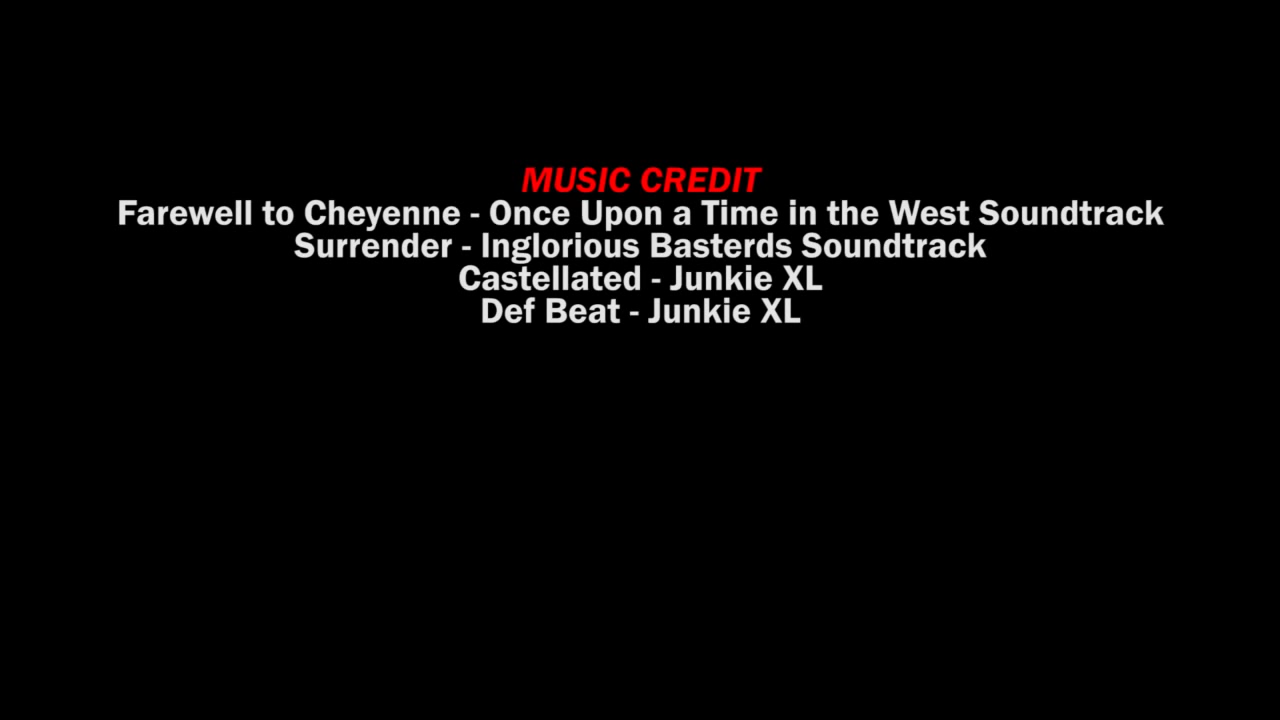 MUSIC CREDIT
Farewell to Cheyenne - Once Upon a Time in the West Soundtrack
Surrender - Inglorious Basterds Soundtrack
Castellated - Junkie XL
Def Beat - Junkie XL